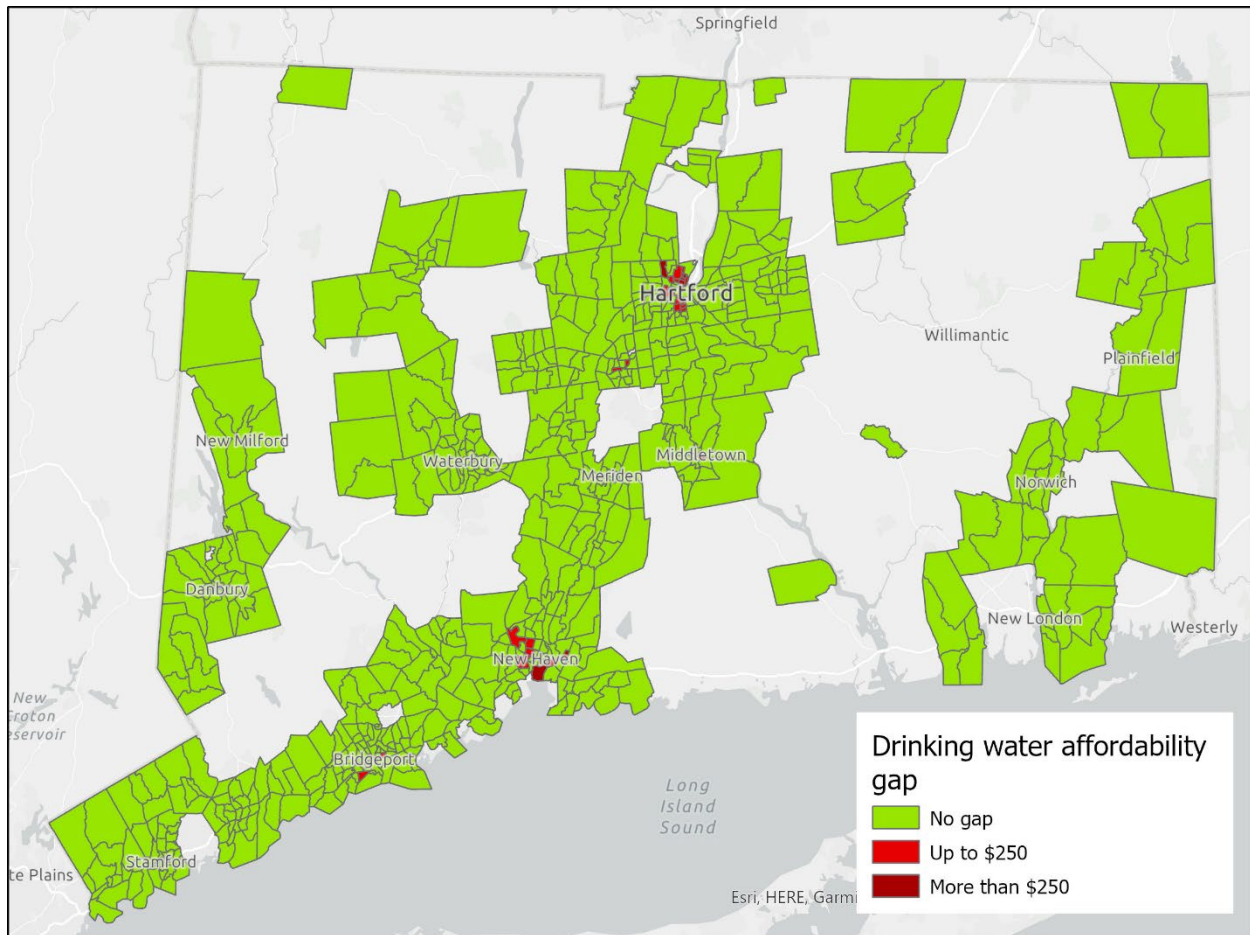 Springfield
Hartford
Willimantic
Plainfield
New Milford
Waterbury
Meriden
Middletown
Norwich
Danbury
New London
Westerly
New Haven
New
Croton
eservoir
Bridgeport
Long
Island
Sound
Stamford
te Plains
Esri, HERE, Garmi
Drinking water affordability
gap
No gap
Up to $250
More than $250